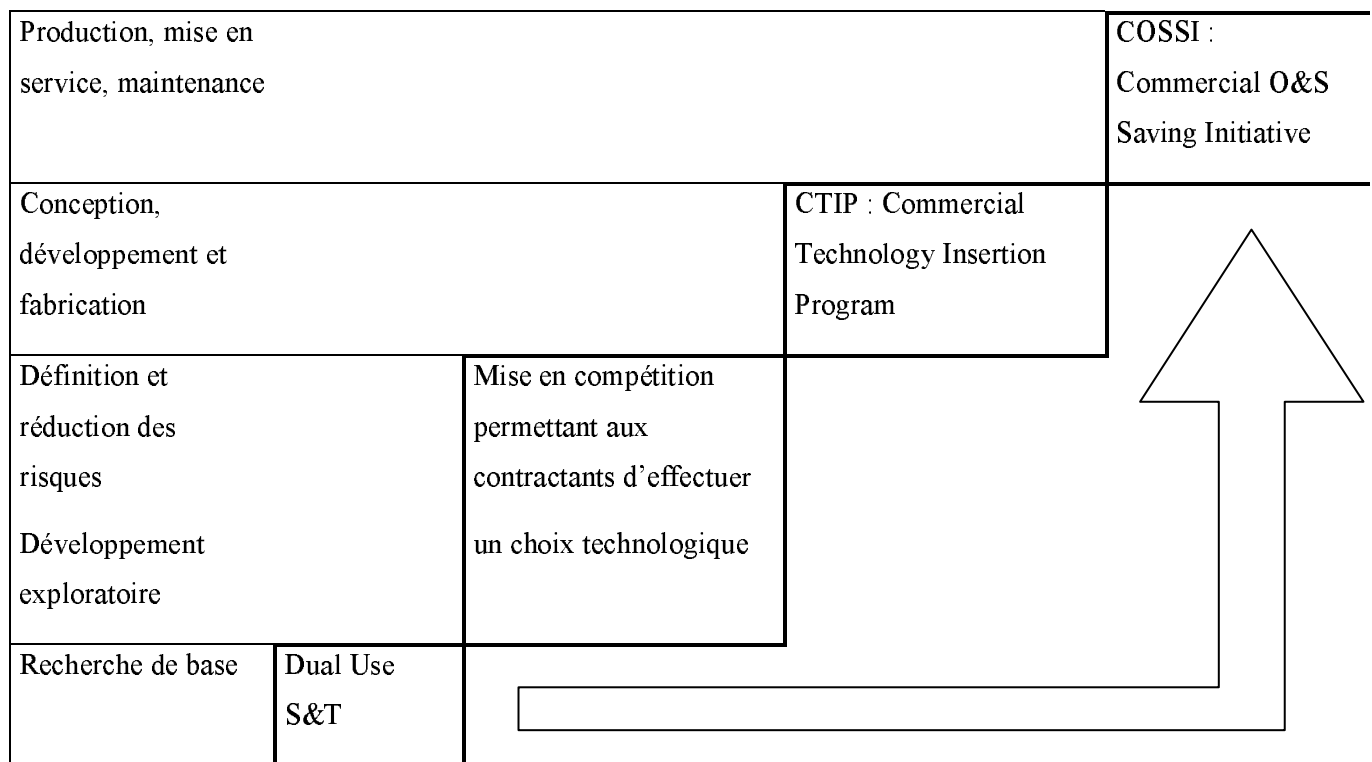 Production, mise en
service, maintenance
COSSI :
Commercial O&S
Saving Initiative
Conception,
développement et
fabrication
CTIP : Commercial
Technology Insertion
Program
Définition et
réduction des
risques
Développement
exploratoire
Mise en compétition
permettant aux
contractants d’effectuer
un choix technologique
Recherche de base
Dual Use
S&T